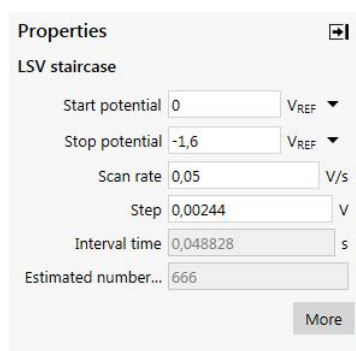 Properties
LSV staircase
Start potential 0 VREF
Stop potential -1,6 VREF
Scan rate 0,05 V/s
Step 0,00244 V
Interval time 0,048828 s
Estimated number... 666
More